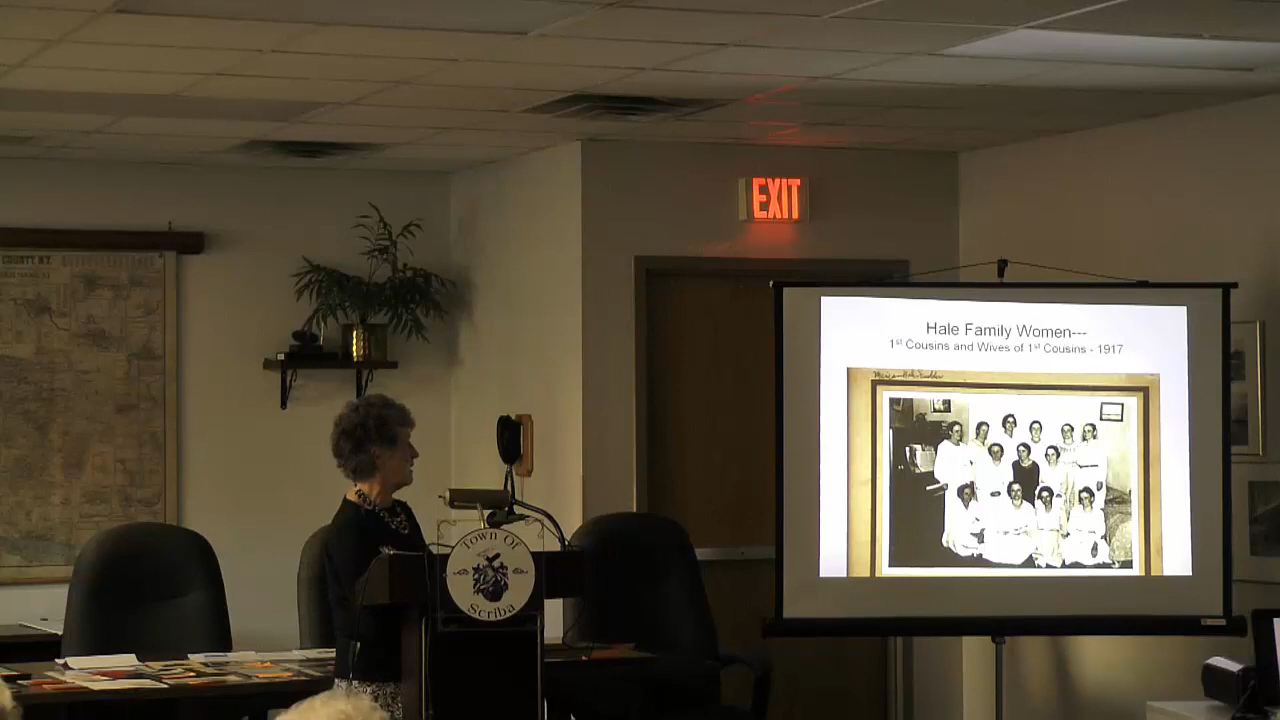 COUNTY, N.Y.
EXIT
Hale Family Women---
1st Cousins and Wives of 1st Cousins - 1917
Town Of
Scriba